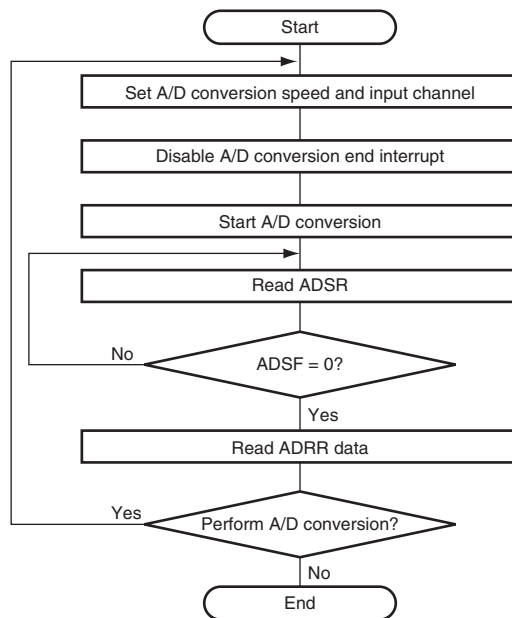 Start
Set A/D conversion speed and input channel
Disable A/D conversion end interrupt
Start A/D conversion
Read ADSR
No
ADSF = 0?
Yes
Read ADRR data
Yes
Perform A/D conversion?
No
End